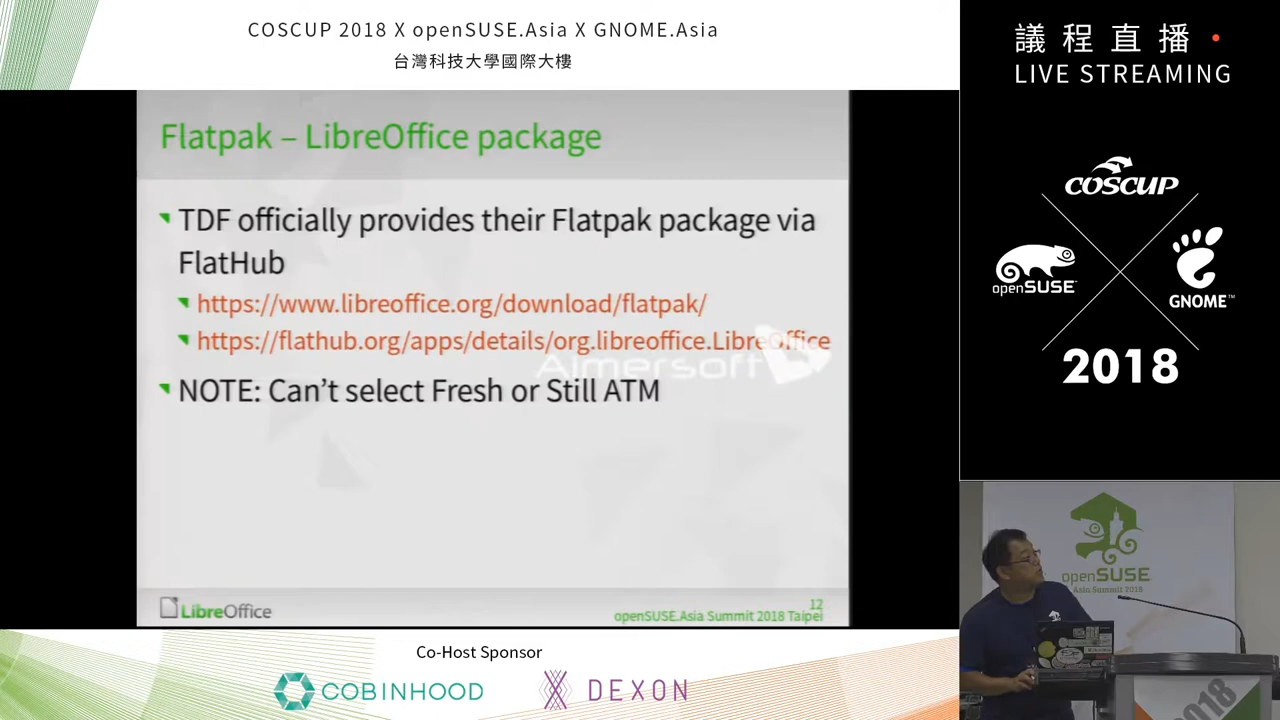 COSCUP 2018 X openSUSE.Asia X GNOME.Asia
台灣科技大學國際大樓
議程直播
LIVE STREAMING
Flatpak – LibreOffice package
TDF officially provides their Flatpak package via
FlatHub
https://www.libreoffice.org/download/flatpak/
https://flathub.org/apps/details/org.libreoffice.LibreOffice
Aimersoft
NOTE: Can't select Fresh or Still ATM
LibreOffice
12
openSUSE.Asia Summit 2018 Taipei
COSCUP
openSUSE
GNOME™
2018
openSUSE
Asia Summit 2018
2018
Co-Host Sponsor
COBINHOOD
DEXON